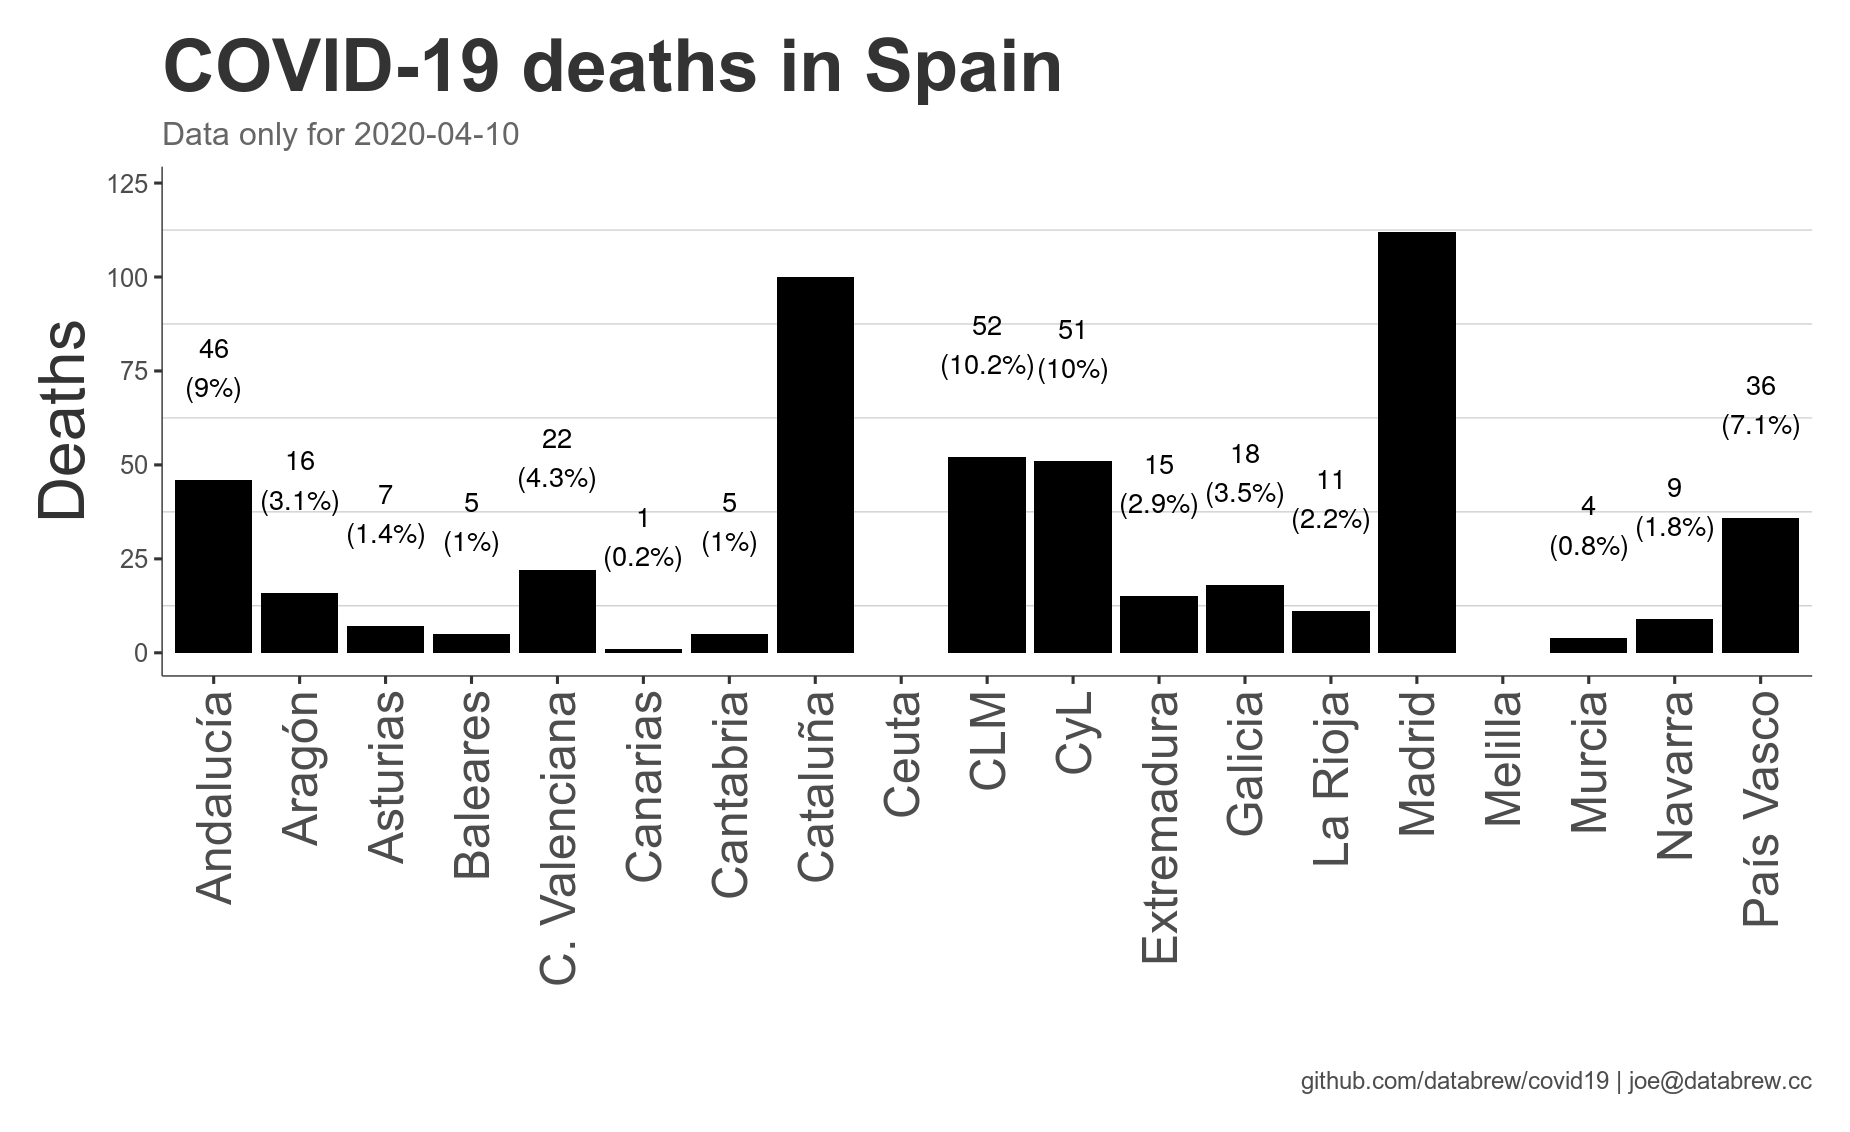 COVID-19 deaths in Spain
Data only for 2020-04-10
Deaths
125
100
75
50
25
0
46
(9%)
16
(3.1%)
7
(1.4%)
5
(1%)
22
(4.3%)
1
(0.2%)
5
(1%)
52
(10.2%)
51
(10%)
15
(2.9%)
18
(3.5%)
11
(2.2%)
4
(0.8%)
9
(1.8%)
36
(7.1%)
Andalucía
Aragón
Asturias
Baleares
C. Valenciana
Canarias
Cantabria
Cataluña
Ceuta
CLM
CyL
Extremadura
Galicia
La Rioja
Madrid
Melilla
Murcia
Navarra
País Vasco
github.com/databrew/covid19 | joe@databrew.cc